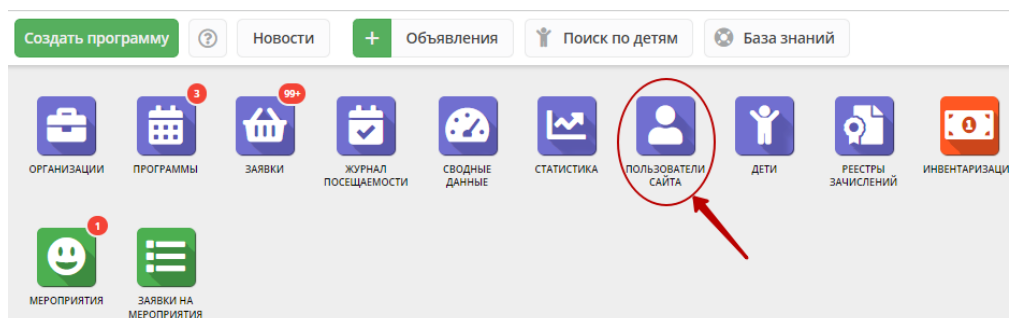 Создать программу ? Новости + Объявления Поиск по детям База знаний
3 99+
ОРГАНИЗАЦИИ ПРОГРАММЫ ЗАЯВКИ ЖУРНАЛ СВОДНЫЕ СТАТИСТИКА ПОЛЬЗОВАТЕЛИ ДЕТИ РЕЕСТРЫ ИНВЕНТАРИЗАЦИ
ПОСЕЩАЕМОСТИ ДАННЫЕ САЙТА ЗАЧИСЛЕНИЙ
1
МЕРОПРИЯТИЯ ЗАЯВКИ НА
МЕРОПРИЯТИЯ